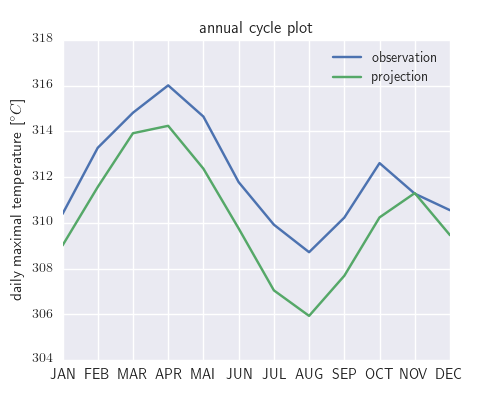 annual cycle plot
318
316
314
312
310
308
306
304
daily maximal temperature [°C]
observation
projection
JAN FEB MAR APR MAI JUN JUL AUG SEP OCT NOV DEC